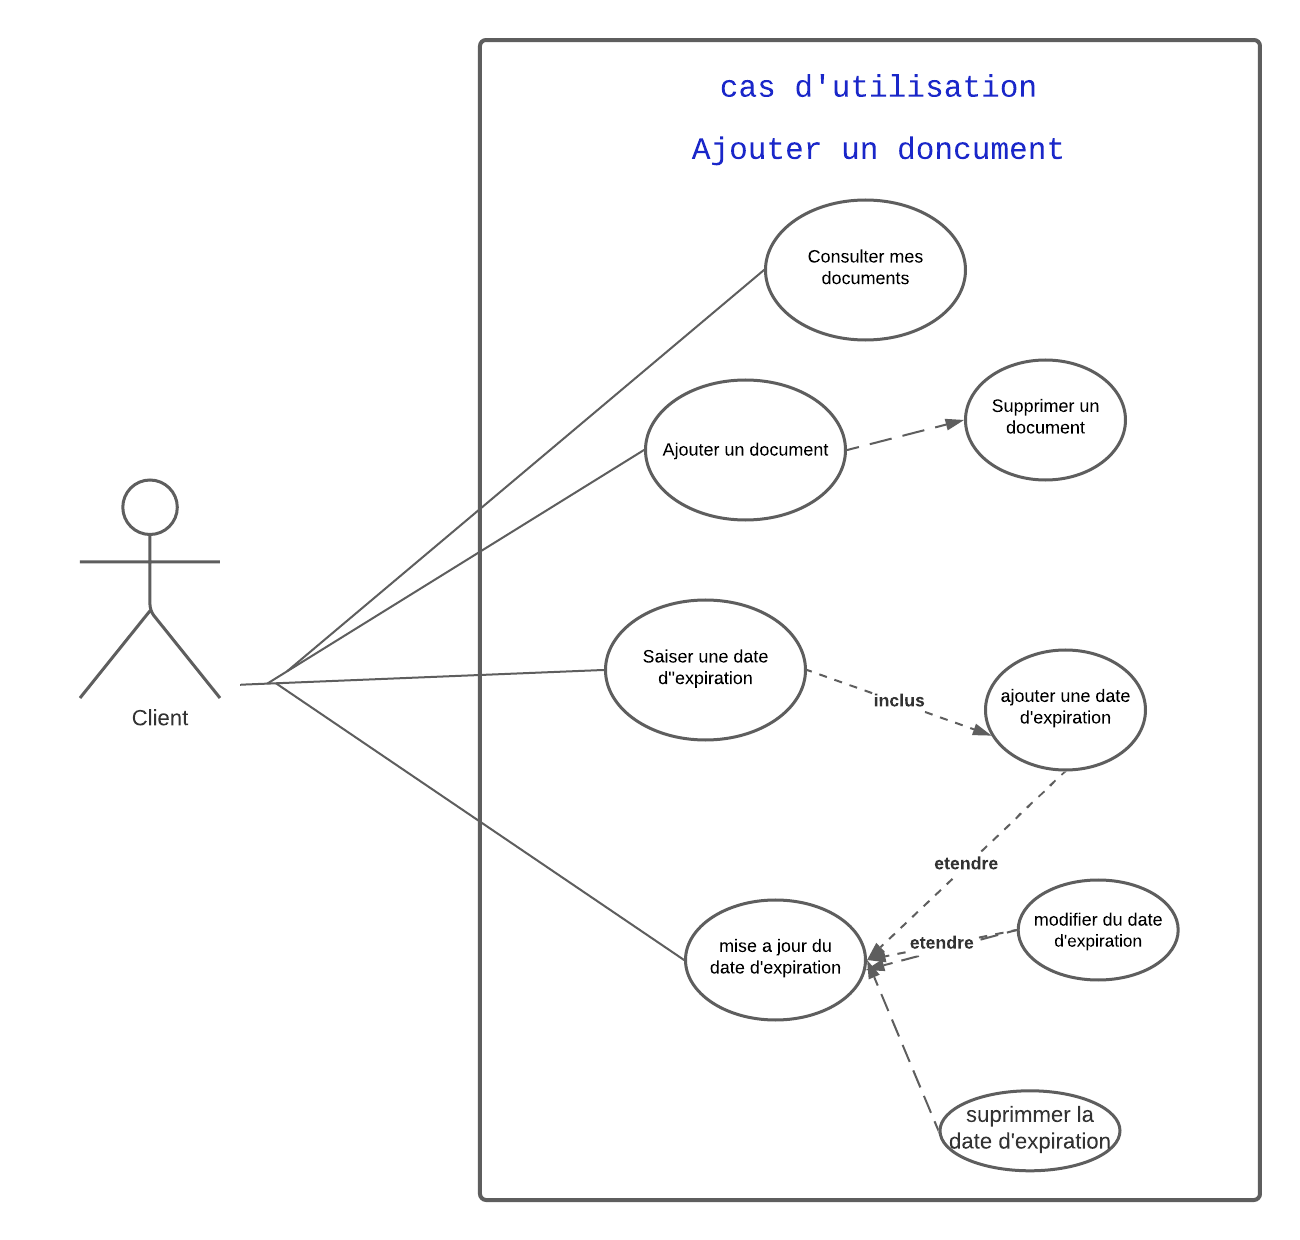 cas d'utilisation
Ajouter un doncument
Consulter mes
documents
Supprimer un
document
Ajouter un document
Saiser une date
d"expiration
inclus
ajouter une date
d'expiration
Client
etendre
modifier du date
d'expiration
etendre
mise a jour du
date d'expiration
suprimmer la
date d'expiration